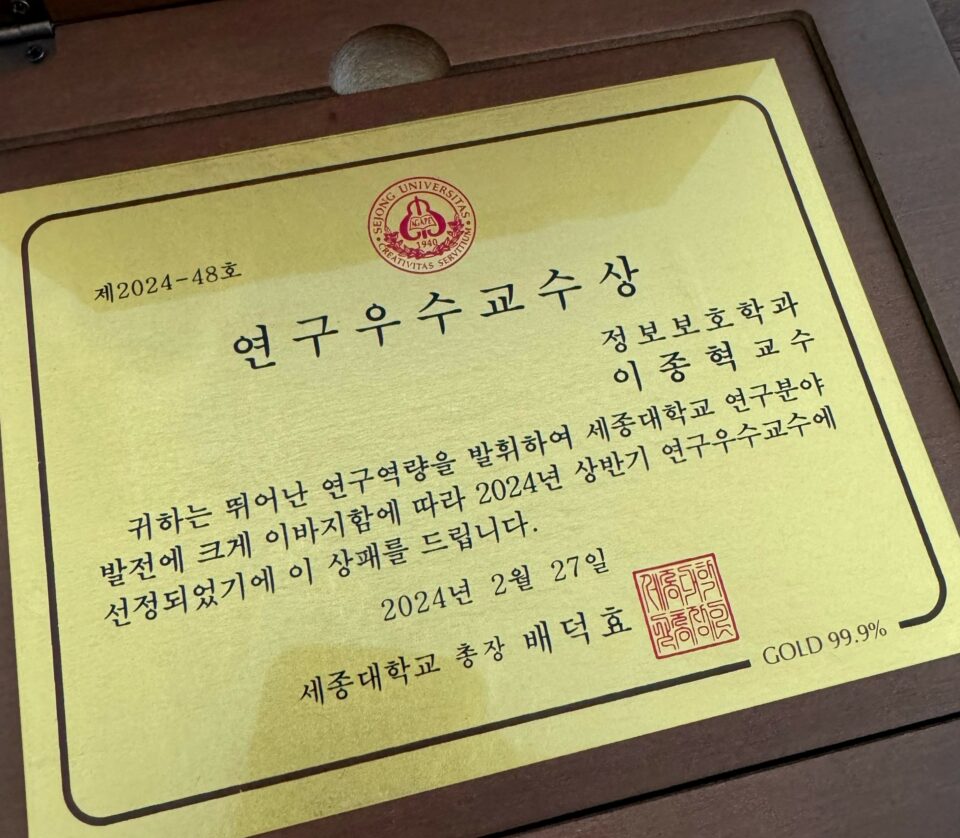 SEJONG UNIVERSITAS
AGAPE
1940
CREATIVITAS SERVITIUM
제2024-48호
연구우수교수상
정보보호학과
이종혁 교수
귀하는 뛰어난 연구역량을 발휘하여 세종대학교 연구분야
발전에 크게 이바지함에 따라 2024년 상반기 연구우수교수에
선정되었기에 이 상패를 드립니다.
2024년 2월 27일
세종대학교 총장 배덕효
GOLD 99.9%